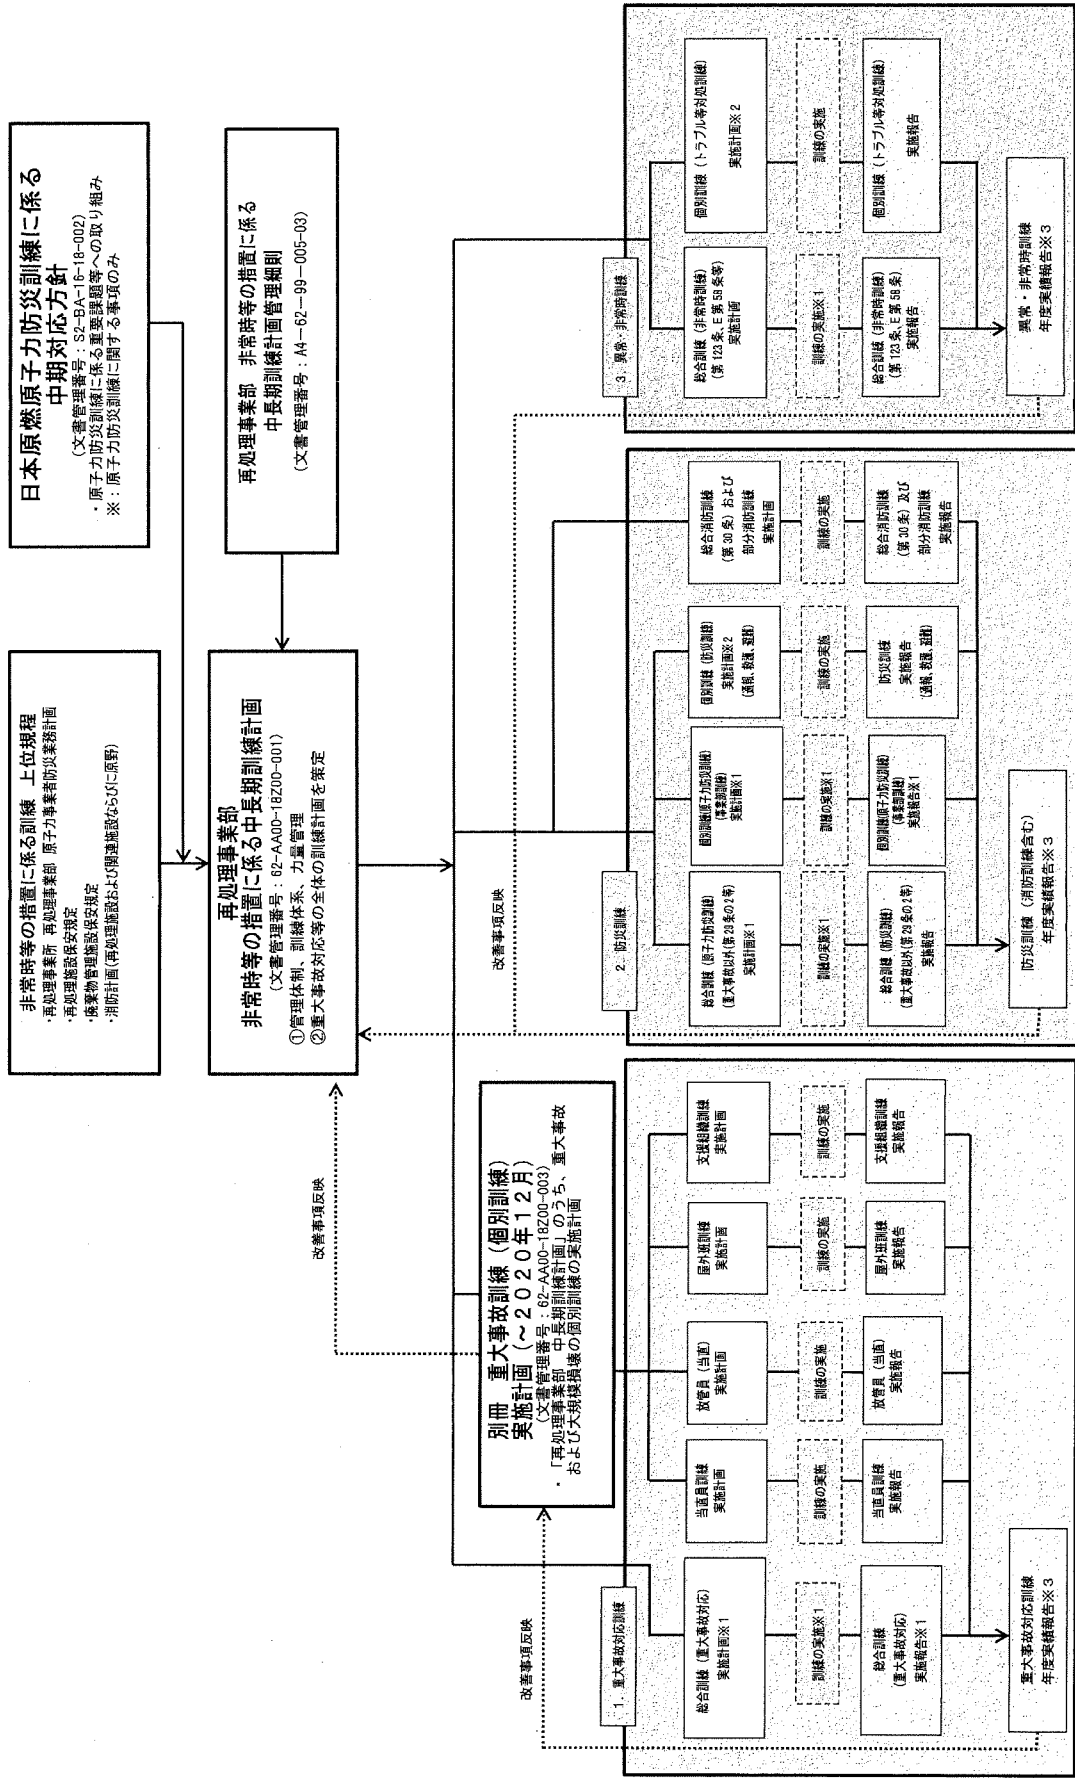 非常時等の措置に係る訓練 上位規程
・再処理事業所 再処理事業部 原子力事業者防災業務計画
・再処理施設保安規定
・廃棄物管理施設保安規定
・消防計画(再処理施設および関連施設ならびに原野)
日本原燃原子力防災訓練に係る
中期対応方針
(文書管理番号：S2-BA-16-18-002)
・原子力防災訓練に係る重要課題等への取り組み
※：原子力防災訓練に関する事項のみ
再処理事業部
非常時等の措置に係る中長期訓練計画
(文書管理番号：62-AA00-18Z00-001)
①管理体制、訓練体系、力量管理
②重大事故対応等の全体の訓練計画を策定
再処理事業部 非常時等の措置に係る
中長期訓練計画管理細則
(文書管理番号：A4-62-99-005-03)
改善事項反映
別冊 重大事故訓練（個別訓練）
実施計画（～２０２０年１２月）
(文書管理番号：62-AA00-18Z00-003)
・「再処理事業部 中長期訓練計画」のうち、重大事故
および大規模損壊の個別訓練の実施計画
改善事項反映
改善事項反映
1．重大事故対応訓練
総合訓練（重大事故対応）
実施計画※１
当直員訓練
実施計画
放管員（当直）
実施計画
屋外班訓練
実施計画
支援組織訓練
実施計画
訓練の実施※１
訓練の実施
訓練の実施
訓練の実施
訓練の実施
総合訓練
（重大事故対応）
実施報告※１
当直員訓練
実施報告
放管員（当直）
実施報告
屋外班訓練
実施報告
支援組織訓練
実施報告
重大事故対応訓練
年度実績報告※３
2．防災訓練
総合訓練（原子力防災訓練）
（重大事故以外(第29条の2等)
実施計画※１
個別訓練(原子力防災訓練)
(事業部訓練)
実施計画※１
個別訓練（防災訓練）
実施計画※２
(通報、救護、避難)
総合消防訓練
（第30条）および
部分消防訓練
実施計画
訓練の実施※１
訓練の実施※１
訓練の実施
訓練の実施
総合訓練（防災訓練）
（重大事故以外(第29条の2等)
実施報告
個別訓練(原子力防災訓練)
(事業部訓練)
実施報告※１
防災訓練
実施報告
(通報、救護、避難)
総合消防訓練
（第30条）及び
部分消防訓練
実施報告
防災訓練（消防訓練含む）
年度実績報告※３
3．異常・非常時訓練
総合訓練（非常時訓練）
（第123条、E第58条等）
実施計画
個別訓練（トラブル等対処訓練）
実施計画※２
訓練の実施※１
訓練の実施
総合訓練（非常時訓練）
（第123条、E第58条）
実施報告
個別訓練（トラブル等対処訓練）
実施報告
異常・非常時訓練
年度実績報告※３